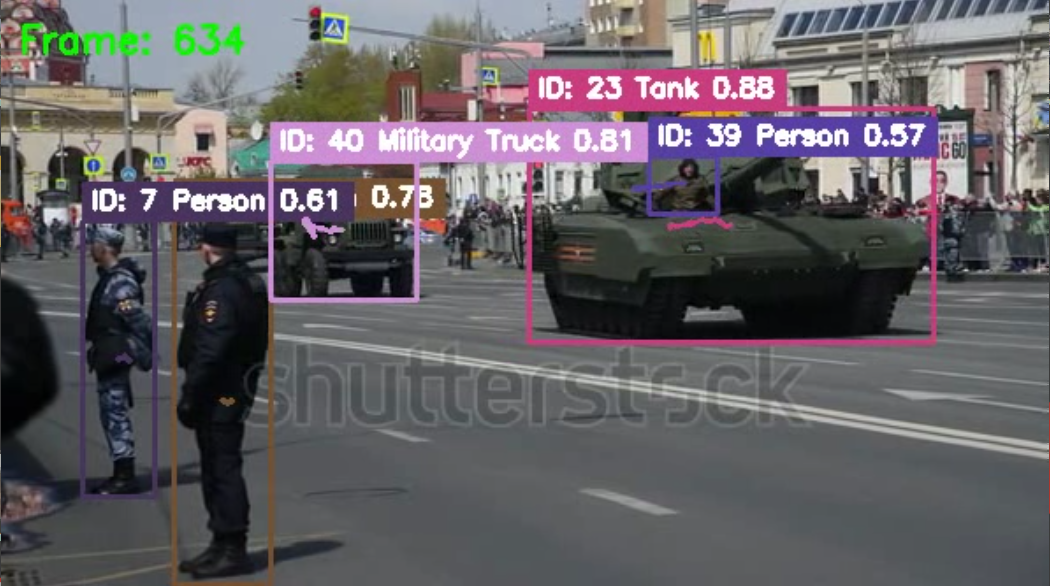 Frame: 634
ID: 23 Tank 0.88
ID: 40 Military Truck 0.81
ID: 39 Person 0.57
KFC
ID: 7 Person 0.61
0.78
shutterstock